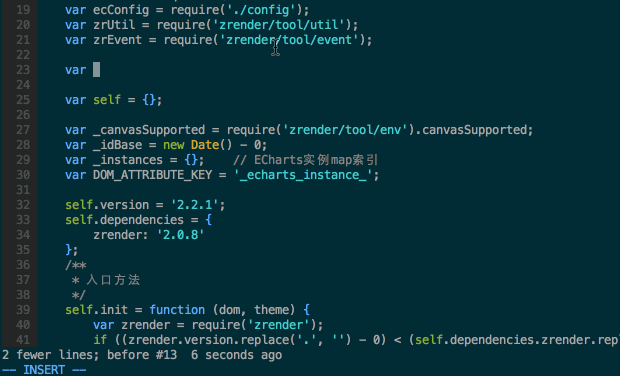 19 var ecConfig = require('./config');
20 var zrUtil = require('zrender/tool/util');
21 var zrEvent = require('zrender/tool/event');
22
23 var
24
25 var self = {};
26
27 var _canvasSupported = require('zrender/tool/env').canvasSupported;
28 var _idBase = new Date() - 0;
29 var _instances = {};    // ECharts实例map索引
30 var DOM_ATTRIBUTE_KEY = '_echarts_instance_';
31
32 self.version = '2.2.1';
33 self.dependencies = {
34     zrender: '2.0.8'
35 };
36 /**
37  * 入口方法
38  */
39 self.init = function (dom, theme) {
40     var zrender = require('zrender');
41     if ((zrender.version.replace('.', '') - 0) < (self.dependencies.zrender.repl
2 fewer lines; before #13  6 seconds ago
-- INSERT --